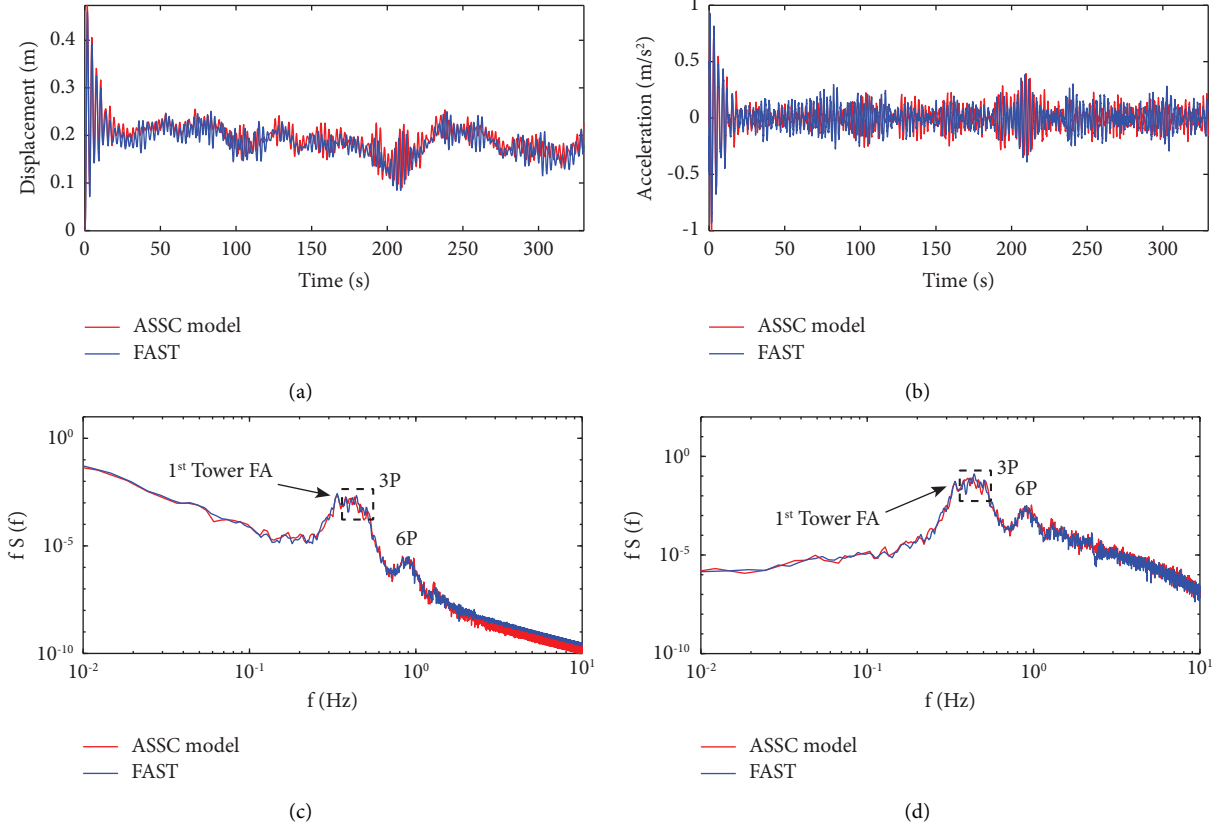 Displacement (m)
0.4
0.3
0.2
0.1
0
0 50 100 150 200 250 300
Time (s)
ASSC model
FAST
(a)
Acceleration (m/s²)
1
0.5
0
-0.5
-1
0 50 100 150 200 250 300
Time (s)
ASSC model
FAST
(b)
f S (f)
10⁰
10⁻⁵
10⁻¹⁰
1ˢᵗ Tower FA
3P
6P
10⁻² 10⁻¹ 10⁰ 10¹
f (Hz)
ASSC model
FAST
(c)
f S (f)
10⁰
10⁻⁵
10⁻¹⁰
3P
6P
1ˢᵗ Tower FA
10⁻² 10⁻¹ 10⁰ 10¹
f (Hz)
ASSC model
FAST
(d)